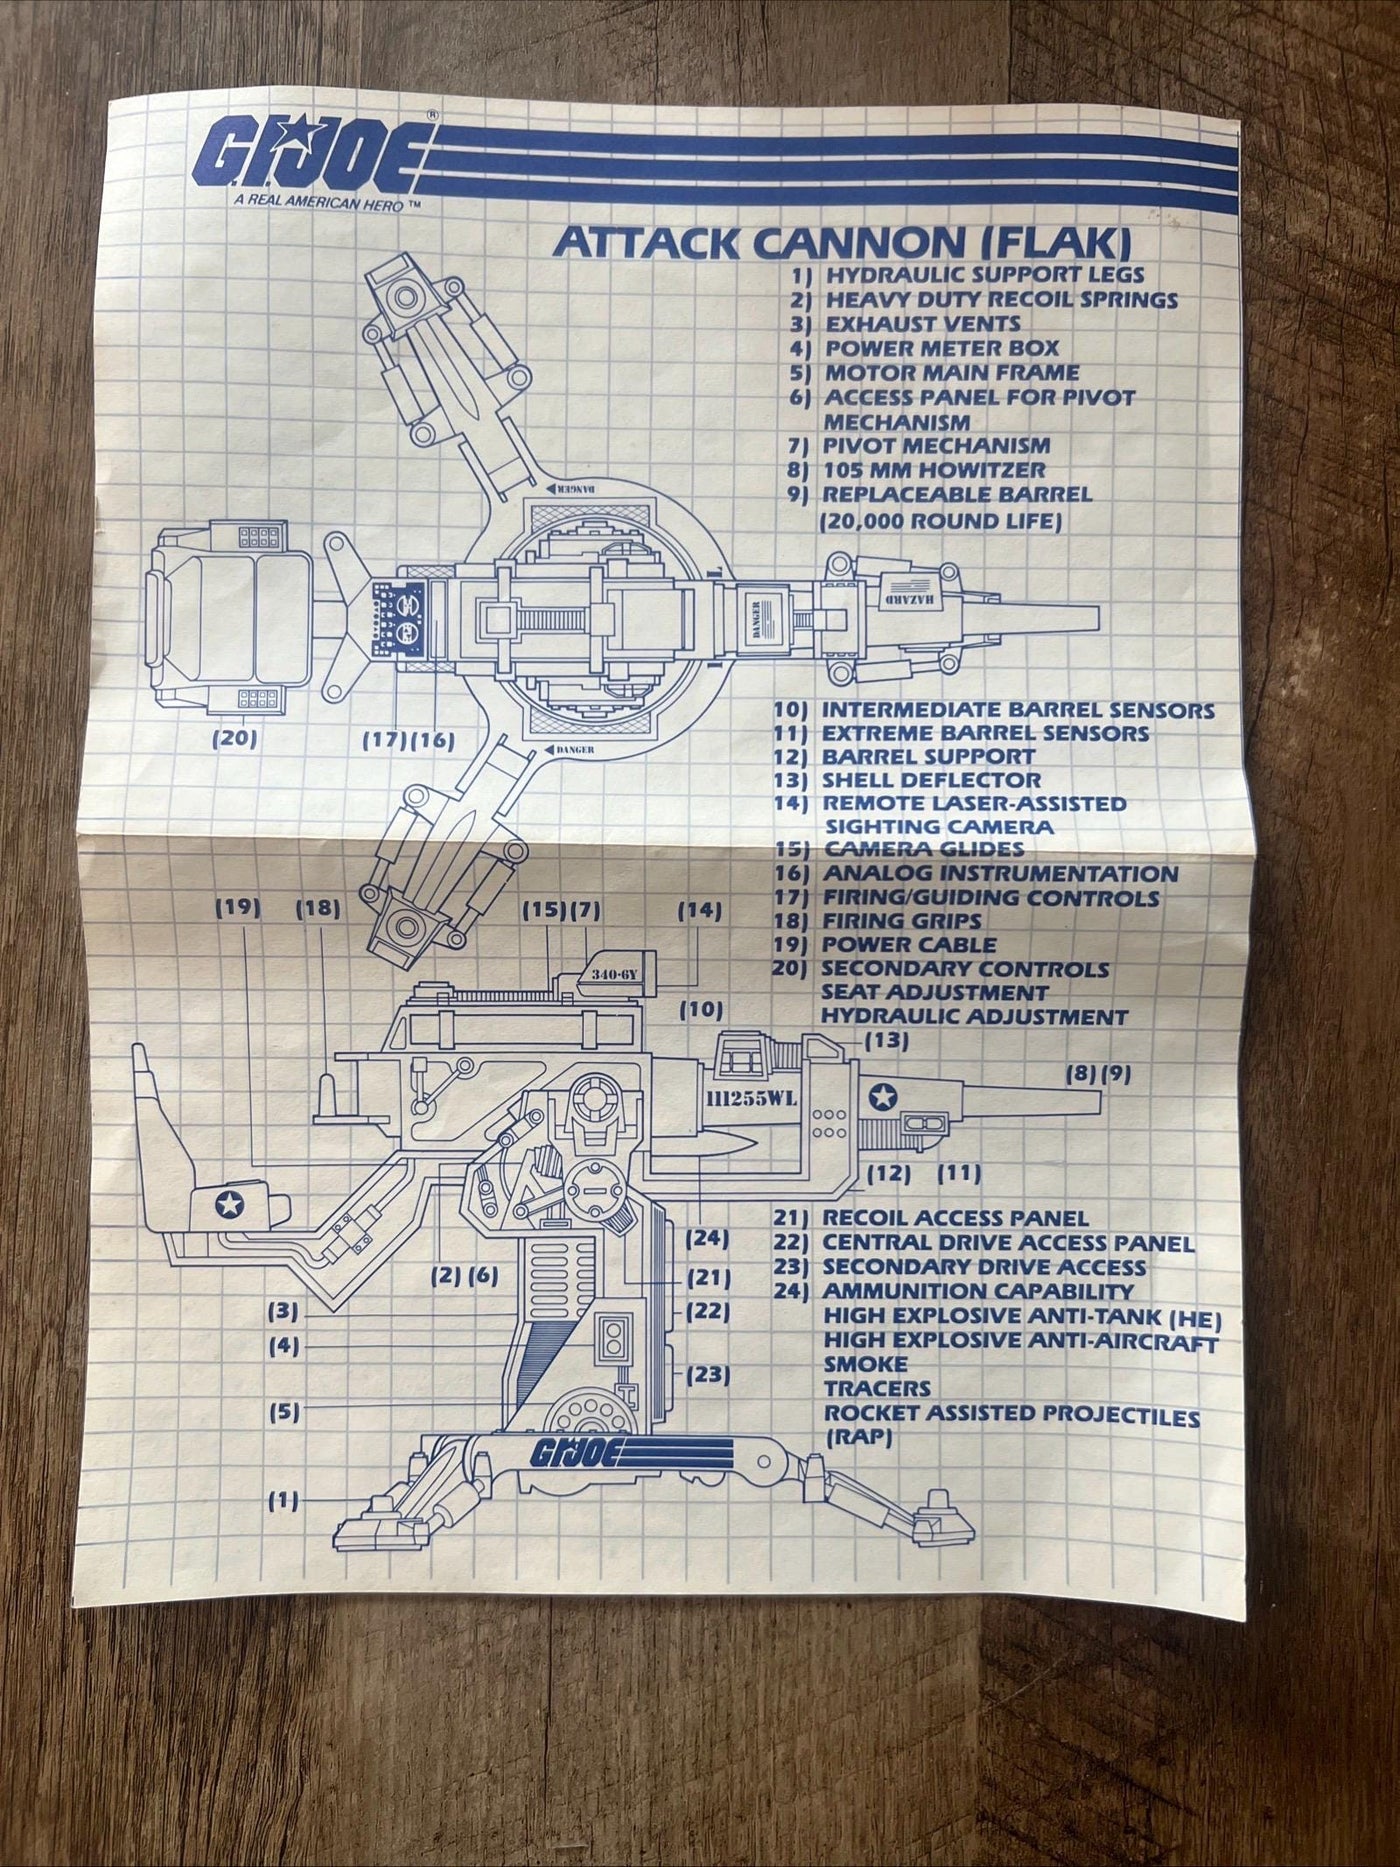 G.I. JOE®
A REAL AMERICAN HERO ™
ATTACK CANNON (FLAK)
1) HYDRAULIC SUPPORT LEGS
2) HEAVY DUTY RECOIL SPRINGS
3) EXHAUST VENTS
4) POWER METER BOX
5) MOTOR MAIN FRAME
6) ACCESS PANEL FOR PIVOT
MECHANISM
7) PIVOT MECHANISM
8) 105 MM HOWITZER
9) REPLACEABLE BARREL
(20,000 ROUND LIFE)
DANGER
DANGER
HAZARD
DANGER
(20)
(17) (16)
10) INTERMEDIATE BARREL SENSORS
11) EXTREME BARREL SENSORS
12) BARREL SUPPORT
13) SHELL DEFLECTOR
14) REMOTE LASER-ASSISTED
SIGHTING CAMERA
15) CAMERA GLIDES
16) ANALOG INSTRUMENTATION
17) FIRING/GUIDING CONTROLS
18) FIRING GRIPS
19) POWER CABLE
20) SECONDARY CONTROLS
SEAT ADJUSTMENT
HYDRAULIC ADJUSTMENT
(19) (18) (15) (7) (14)
340-6Y
(10)
(13)
(8) (9)
111255WL
(12) (11)
21) RECOIL ACCESS PANEL
22) CENTRAL DRIVE ACCESS PANEL
23) SECONDARY DRIVE ACCESS
24) AMMUNITION CAPABILITY
HIGH EXPLOSIVE ANTI-TANK (HE)
HIGH EXPLOSIVE ANTI-AIRCRAFT
SMOKE
TRACERS
ROCKET ASSISTED PROJECTILES
(RAP)
(24)
(2) (6)
(21)
(3)
(22)
(4)
(23)
(5)
G.I. JOE
(1)